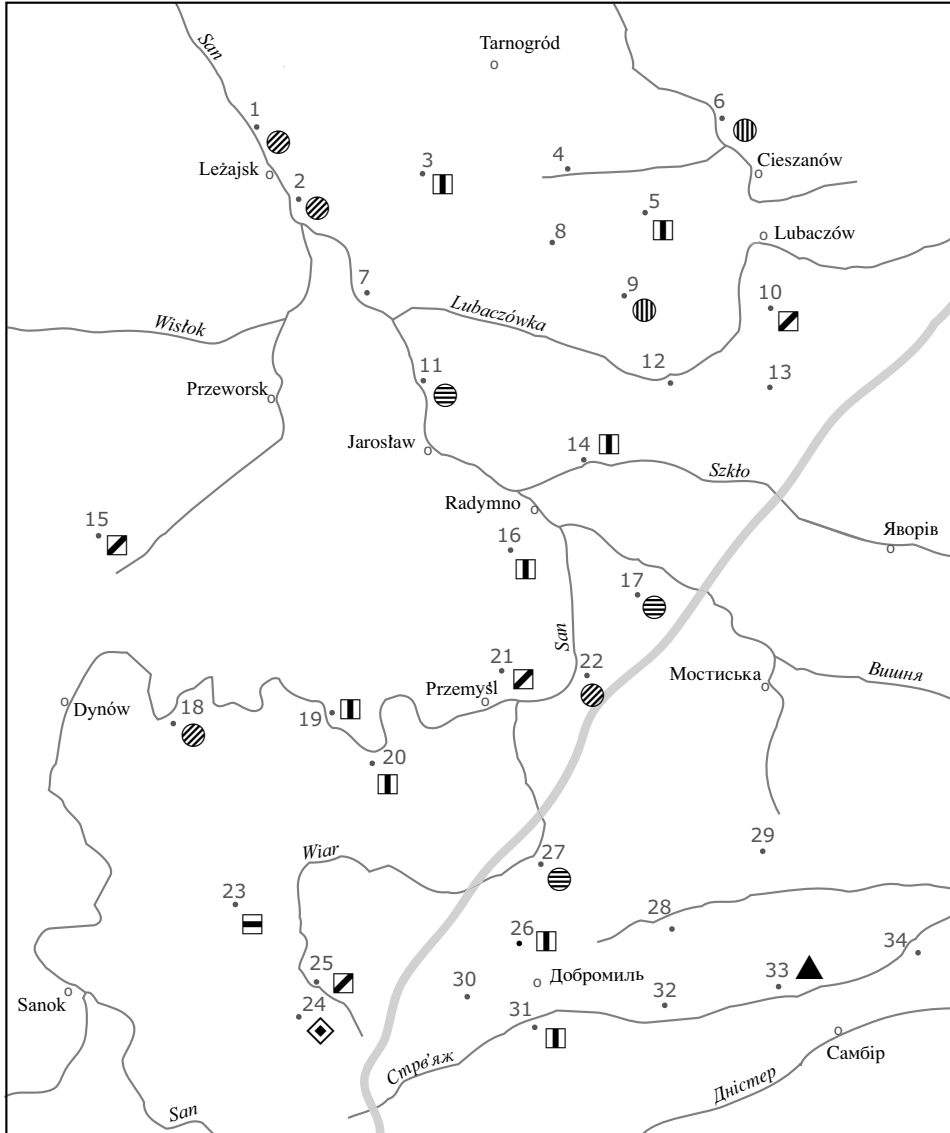 San
Tarnogród
1
6
Leżajsk
3
4
Cieszanów
2
5
8
Lubaczów
7
9
10
Wisłok
Lubaczówka
11
12
13
Przeworsk
Jarosław
14
Szkło
Radymno
15
Яворів
16
17
San
21
22
Przemyśl
Мостиська
Вишня
Dynów
18
19
20
Wiar
27
29
23
28
26
34
25
30
Добромиль
33
Sanok
24
31
32
Стрв’яж
Самбір
San
Дністер